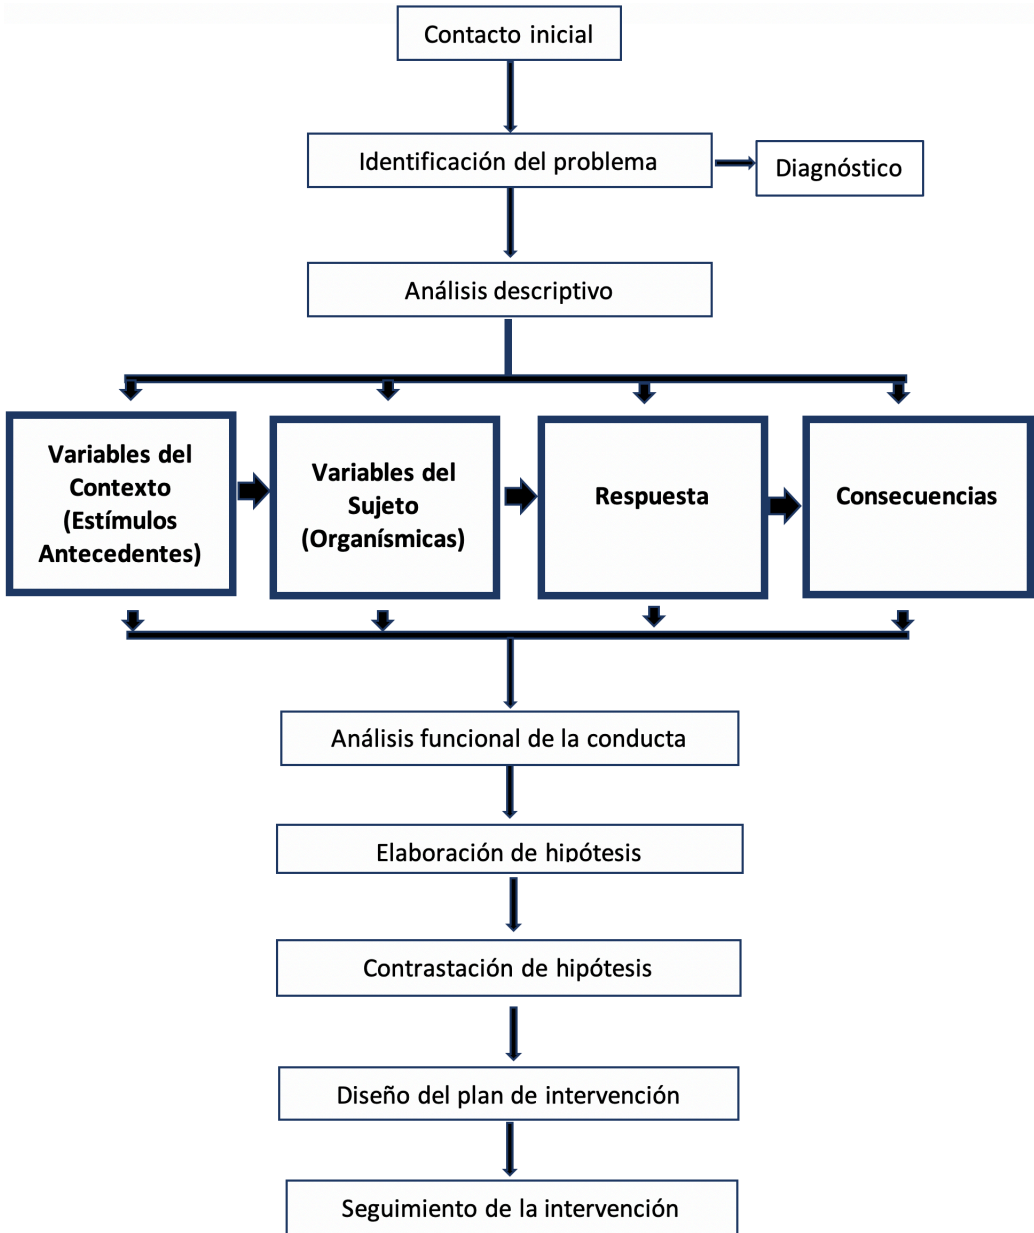 Contacto inicial
Identificación del problema
Diagnóstico
Análisis descriptivo
Variables del
Contexto
(Estímulos
Antecedentes)
Variables del
Sujeto
(Organísmicas)
Respuesta
Consecuencias
Análisis funcional de la conducta
Elaboración de hipótesis
Contrastación de hipótesis
Diseño del plan de intervención
Seguimiento de la intervención